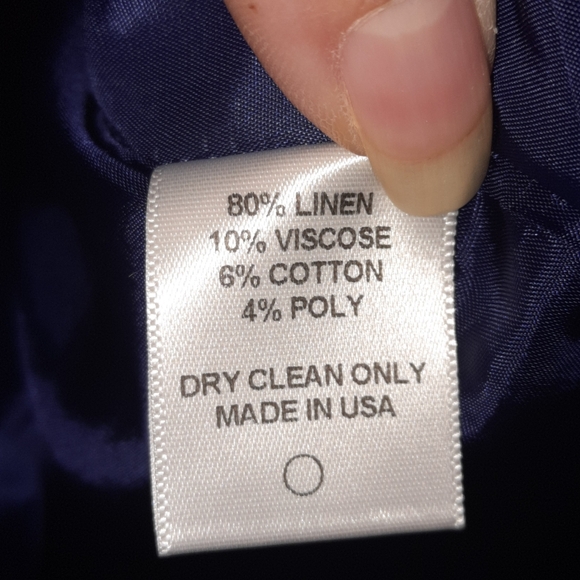 80% LINEN
10% VISCOSE
6% COTTON
4% POLY
DRY CLEAN ONLY
MADE IN USA